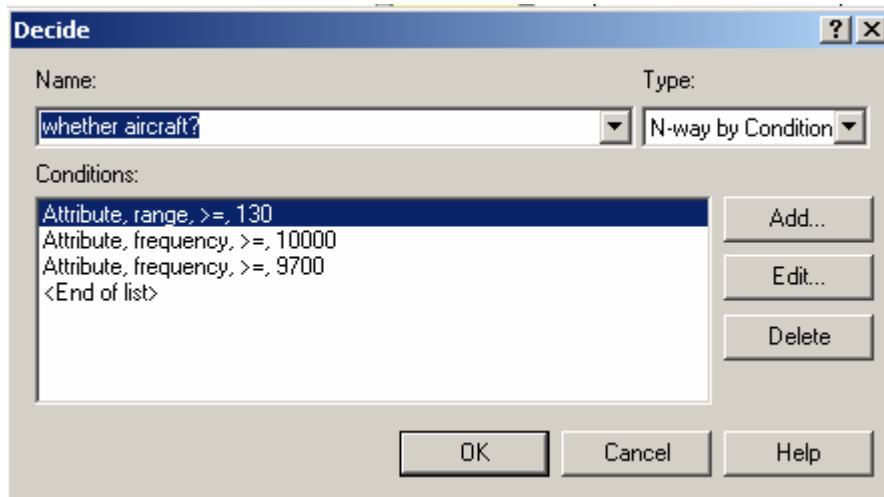 Decide
Name: Type:
whether aircraft? N-way by Condition
Conditions:
Attribute, range, >=, 130
Attribute, frequency, >=, 10000
Attribute, frequency, >=, 9700
<End of list>
Add...
Edit...
Delete
OK Cancel Help